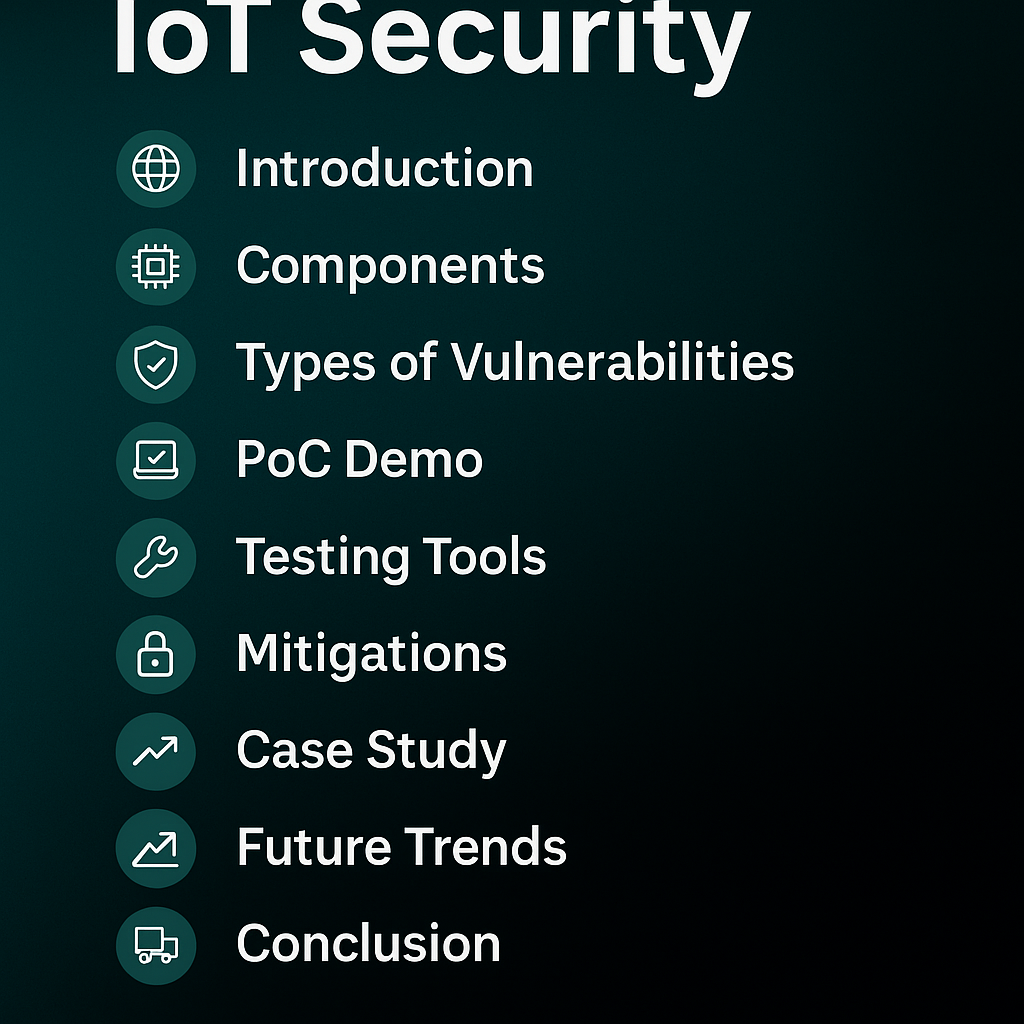 IoT Security
Introduction
Components
Types of Vulnerabilities
PoC Demo
Testing Tools
Mitigations
Case Study
Future Trends
Conclusion